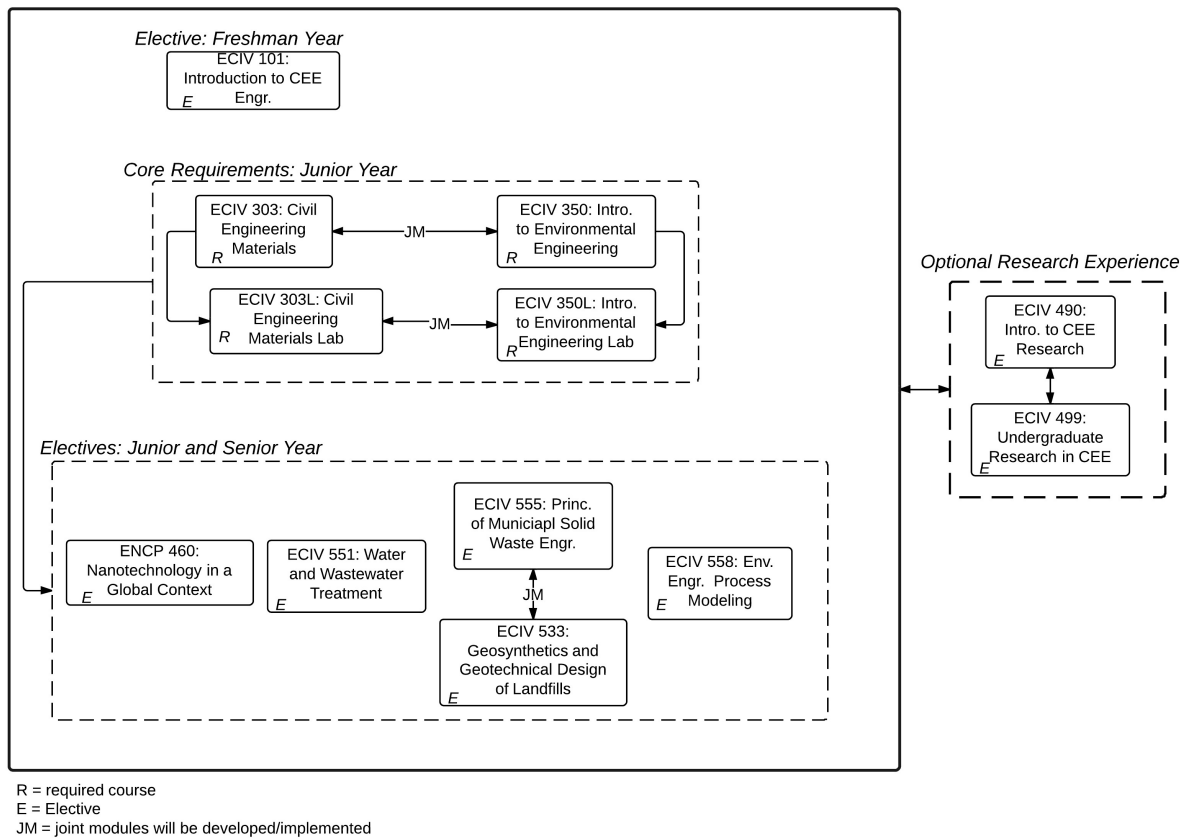 Elective: Freshman Year
ECIV 101:
Introduction to CEE
Engr.
E
Core Requirements: Junior Year
ECIV 303: Civil
Engineering
Materials
R
JM
ECIV 350: Intro.
to Environmental
Engineering
R
ECIV 303L: Civil
Engineering
Materials Lab
R
JM
ECIV 350L: Intro.
to Environmental
Engineering Lab
R
Optional Research Experience
ECIV 490:
Intro. to CEE
Research
E
ECIV 499:
Undergraduate
Research in CEE
E
Electives: Junior and Senior Year
ENCP 460:
Nanotechnology in a
Global Context
E
ECIV 551: Water
and Wastewater
Treatment
E
ECIV 555: Princ.
of Municiapl Solid
Waste Engr.
E
JM
ECIV 533:
Geosynthetics and
Geotechnical Design
of Landfills
E
ECIV 558: Env.
Engr. Process
Modeling
E
R = required course
E = Elective
JM = joint modules will be developed/implemented